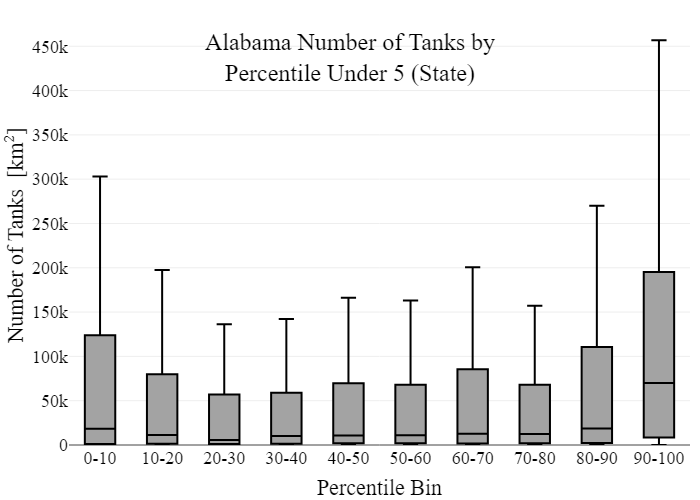 Alabama Number of Tanks by
Percentile Under 5 (State)
Number of Tanks [km²]
450k
400k
350k
300k
250k
200k
150k
100k
50k
0
0-10 10-20 20-30 30-40 40-50 50-60 60-70 70-80 80-90 90-100
Percentile Bin